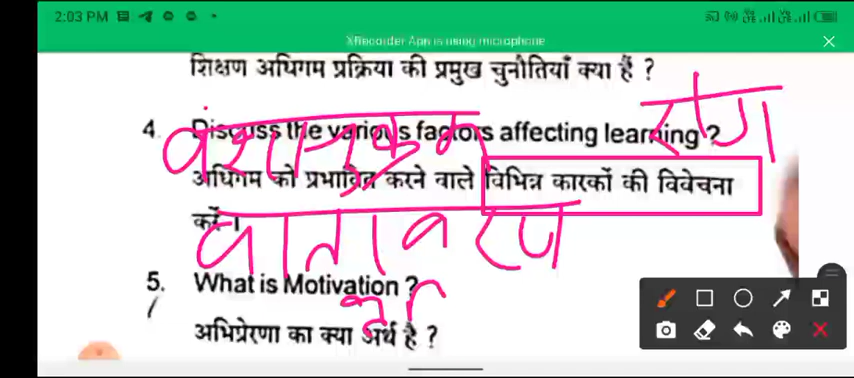 2:03 PM
XRecorder App is using microphone
शिक्षण अधिगम प्रक्रिया की प्रमुख चुनौतियाँ क्या हैं ?
4. Discuss the various factors affecting learning ?
वंशानुक्रम
अधिगम को प्रभावित करने वाले विभिन्न कारकों की विवेचना
करें ।
वातावरण
5. What is Motivation ?
अभिप्रेरणा का क्या अर्थ है ?